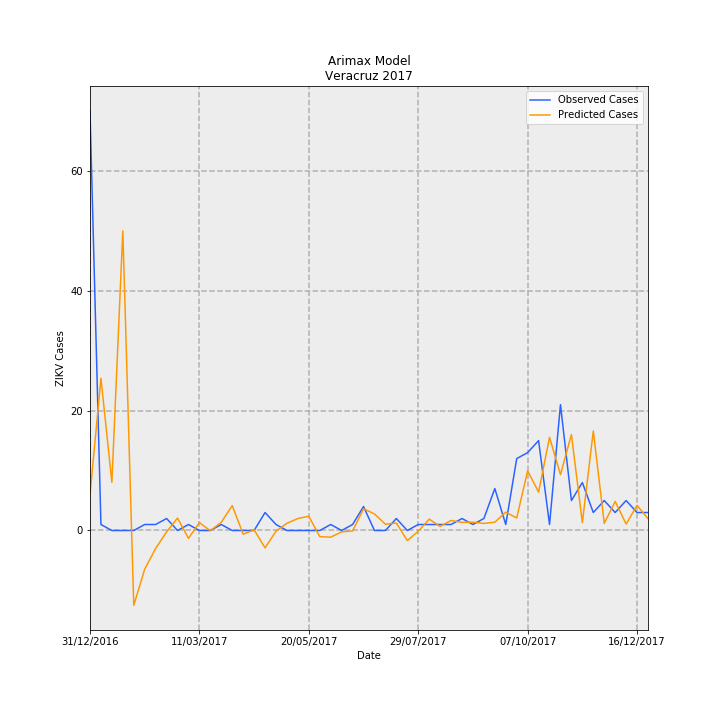 Arimax Model
Veracruz 2017
Observed Cases
Predicted Cases
ZIKV Cases
60
40
20
0
31/12/2016 11/03/2017 20/05/2017 29/07/2017 07/10/2017 16/12/2017
Date